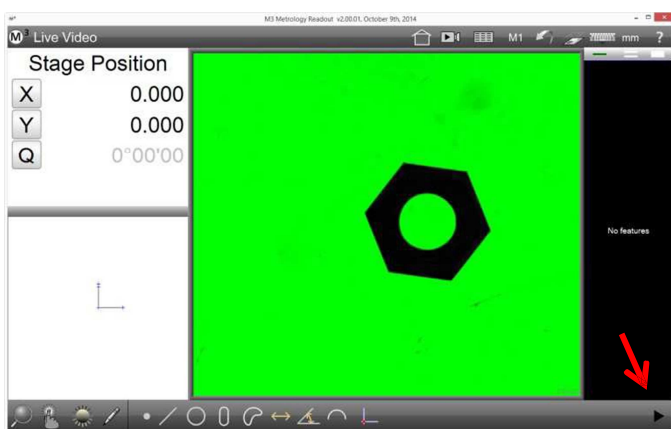 M3 Metrology Readout v2.00.01, October 9th, 2014
M³ Live Video
M1
mm
?
Stage Position
X 0.000
Y 0.000
Q 0°00'00
No features